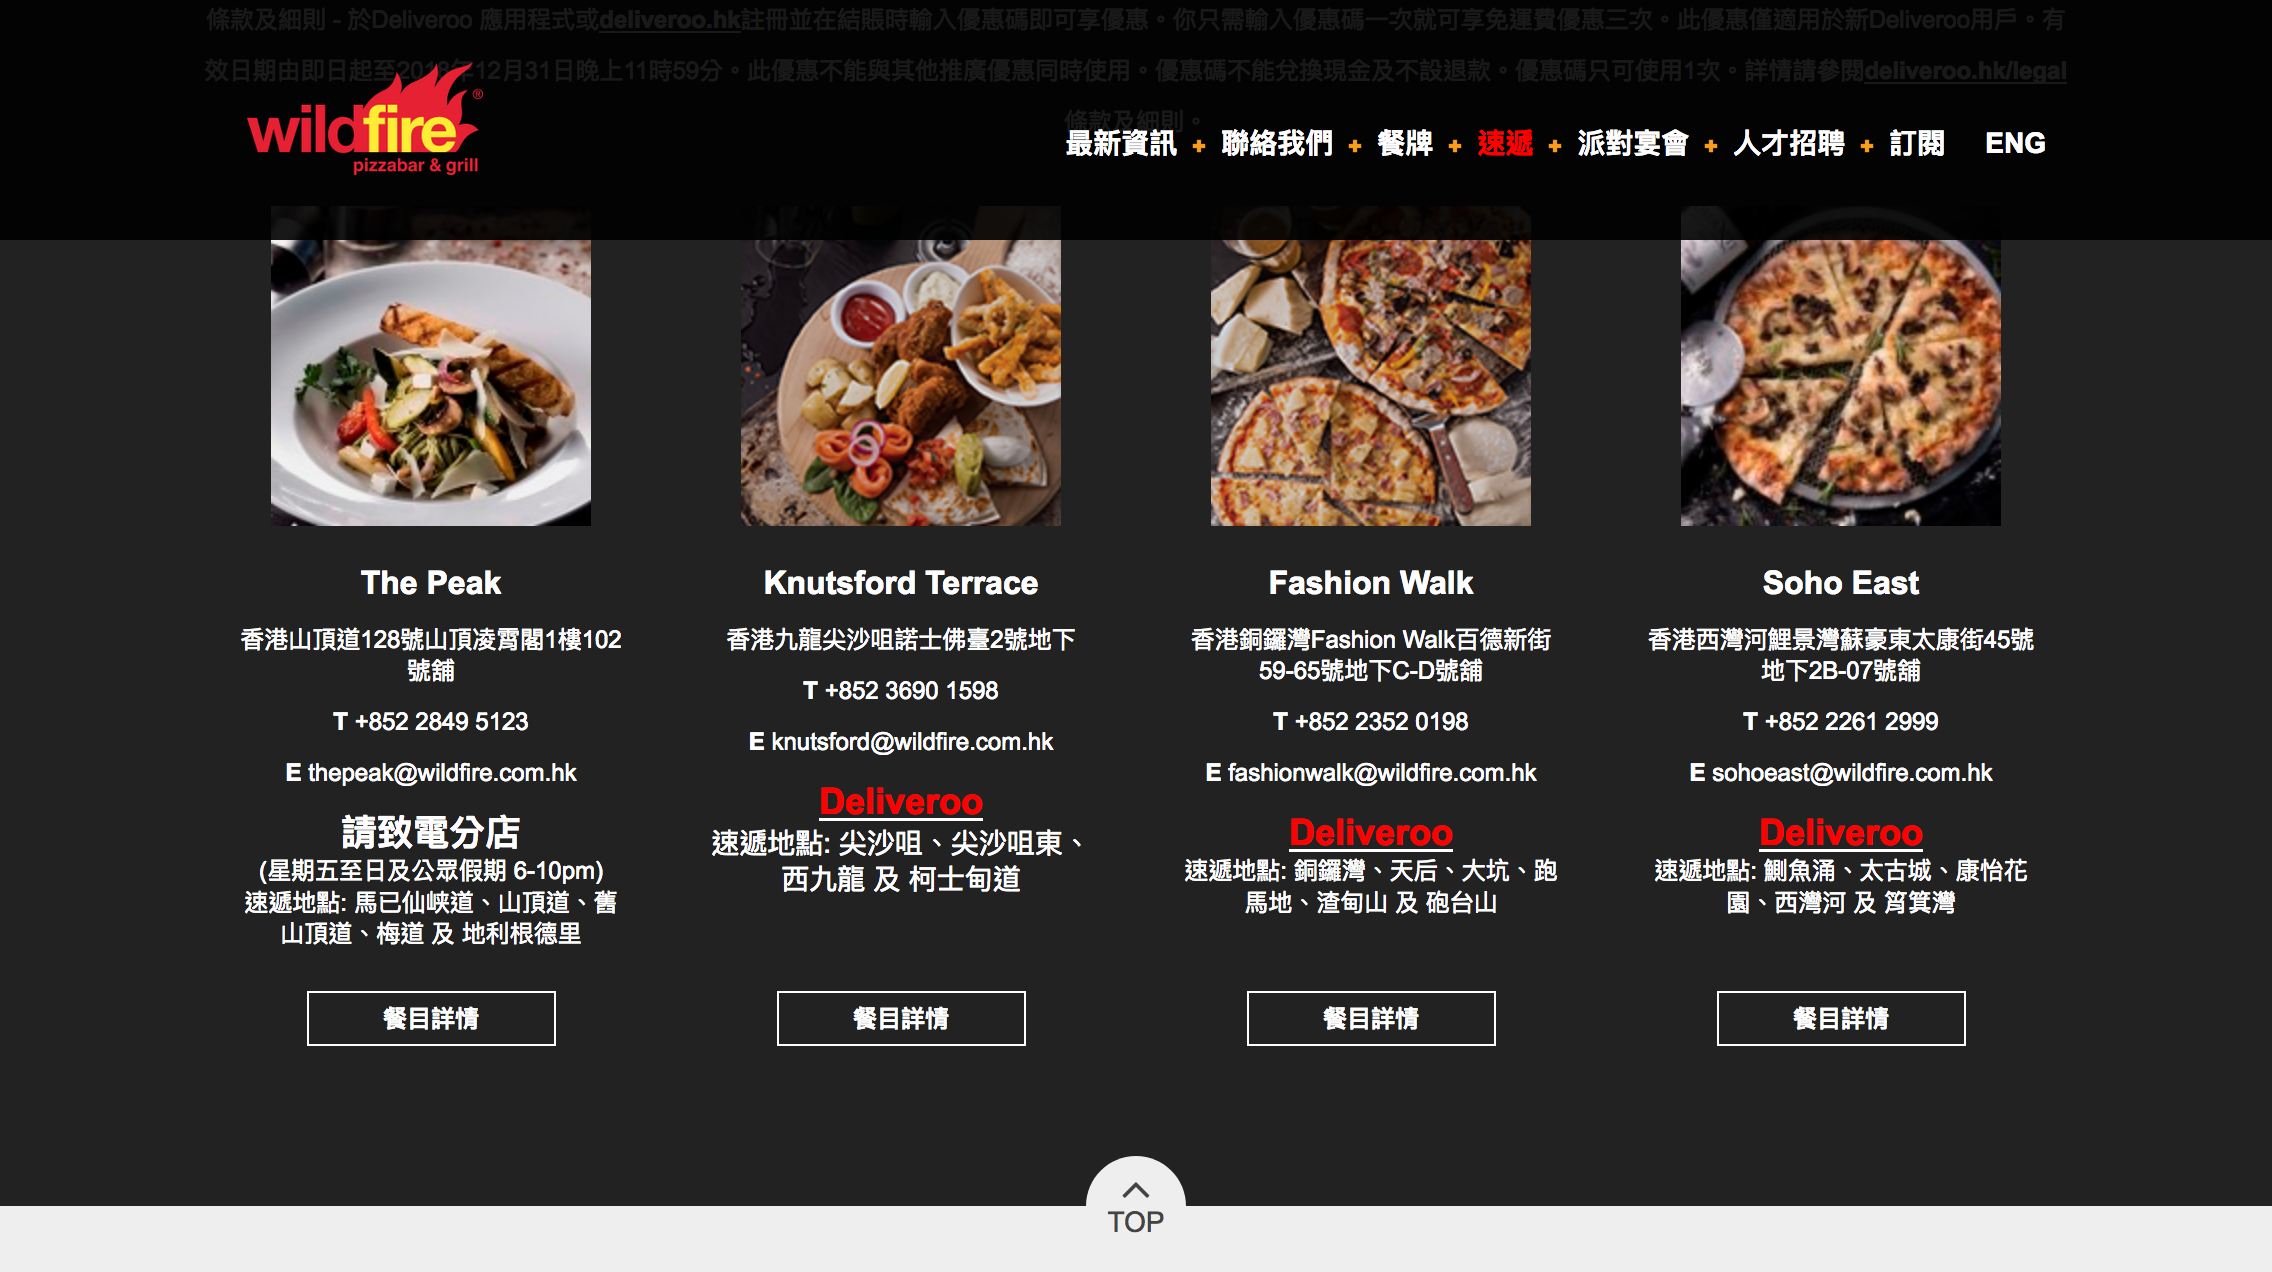 條款及細則 - 於Deliveroo 應用程式或deliveroo.hk註冊並在結賬時輸入優惠碼即可享優惠。你只需輸入優惠碼一次就可享免運費優惠三次。此優惠僅適用於新Deliveroo用戶。有
效日期由即日起至2018年12月31日晚上11時59分。此優惠不能與其他推廣優惠同時使用。優惠碼不能兌換現金及不設退款。優惠碼只可使用1次。詳情請參閱deliveroo.hk/legal
條款及細則。
wildfire®
pizzabar & grill
最新資訊 + 聯絡我們 + 餐牌 + 速遞 + 派對宴會 + 人才招聘 + 訂閱 ENG
The Peak
香港山頂道128號山頂凌霄閣1樓102
號舖
T +852 2849 5123
E thepeak@wildfire.com.hk
請致電分店
(星期五至日及公眾假期 6-10pm)
速遞地點: 馬已仙峽道、山頂道、舊
山頂道、梅道 及 地利根德里
餐目詳情
Knutsford Terrace
香港九龍尖沙咀諾士佛臺2號地下
T +852 3690 1598
E knutsford@wildfire.com.hk
Deliveroo
速遞地點: 尖沙咀、尖沙咀東、
西九龍 及 柯士甸道
餐目詳情
Fashion Walk
香港銅鑼灣Fashion Walk百德新街
59-65號地下C-D號舖
T +852 2352 0198
E fashionwalk@wildfire.com.hk
Deliveroo
速遞地點: 銅鑼灣、天后、大坑、跑
馬地、渣甸山 及 砲台山
餐目詳情
Soho East
香港西灣河鯉景灣蘇豪東太康街45號
地下2B-07號舖
T +852 2261 2999
E sohoeast@wildfire.com.hk
Deliveroo
速遞地點: 鰂魚涌、太古城、康怡花
園、西灣河 及 筲箕灣
餐目詳情
TOP